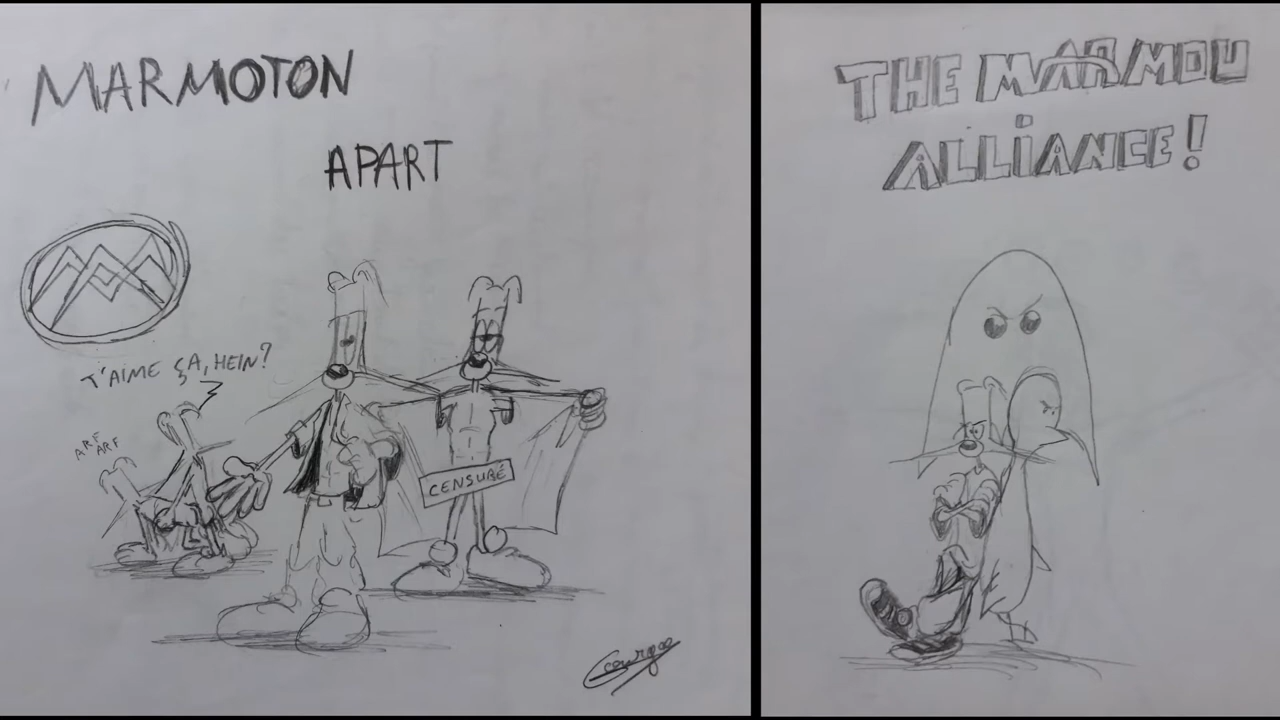 MARMOTON
APART
T'AIME ÇA, HEIN?
ARF
ARF
CENSURÉ
THE MARMOU
ALLIANCE!